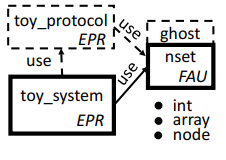 toy_protocol
EPR
use
ghost
nset
FAU
use
use
toy_system
EPR
• int
• array
• node